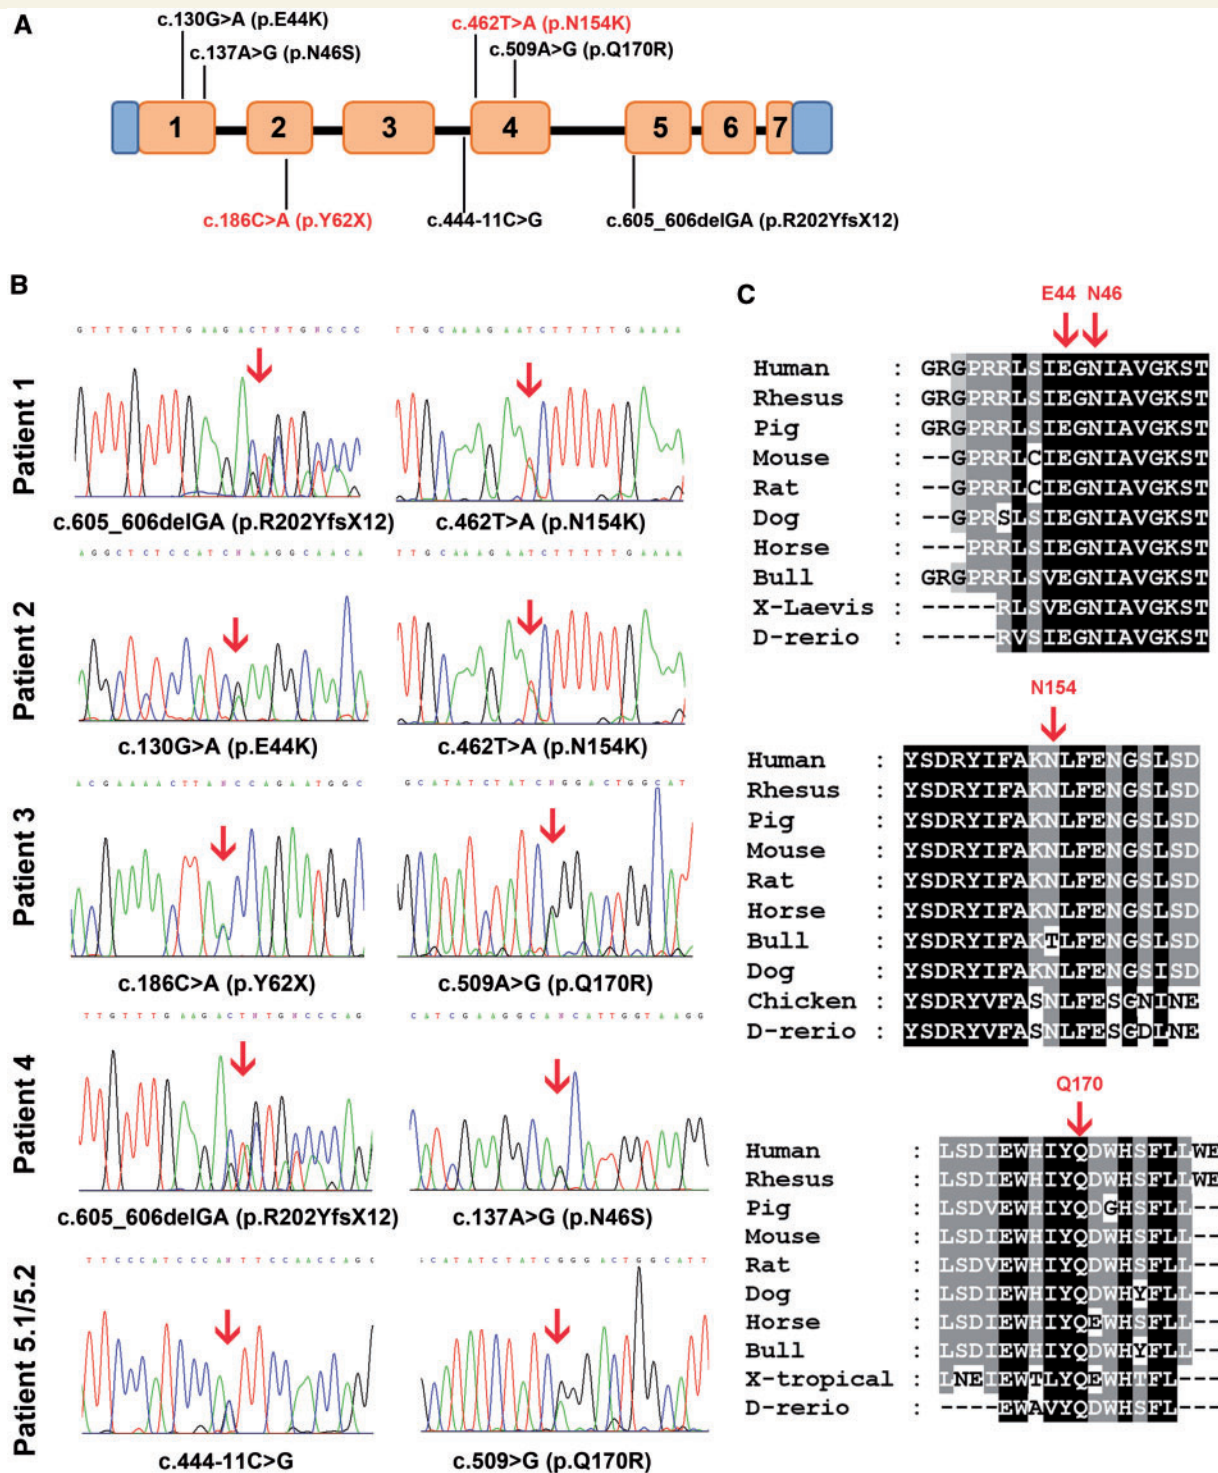 A
c.130G>A (p.E44K)
c.137A>G (p.N46S)
c.462T>A (p.N154K)
c.509A>G (p.Q170R)
1 2 3 4 5 6 7
c.186C>A (p.Y62X)
c.444-11C>G
c.605_606delGA (p.R202YfsX12)
B
Patient 1
G T T T G T T T G A A G A C T N T G N C C C
T T G C A A A G A A T C T T T T T G A A A A
c.605_606delGA (p.R202YfsX12)
c.462T>A (p.N154K)
Patient 2
A G G C T C T C C A T C N A A G G C A A C A
T T G C A A A G A A T C T T T T T G A A A A
c.130G>A (p.E44K)
c.462T>A (p.N154K)
Patient 3
A C G A A A A C T T A N C C A G A A T G G C
G C A T A T C T A T C N G G A C T G G C A T
c.186C>A (p.Y62X)
c.509A>G (p.Q170R)
Patient 4
T T G T T T G A A G A C T N T G N C C C A G
C A T C G A A G G C A N C A T T G G T A A G G
c.605_606delGA (p.R202YfsX12)
c.137A>G (p.N46S)
Patient 5.1/5.2
T T C C C A T C C C A N T T C C A A C C A G
C A T A T C T A T C G G G A C T G G C A T T
c.444-11C>G
c.509>G (p.Q170R)
C
E44 N46
Human : GRGPRRLSIEGNIAVGKST
Rhesus : GRGPRRLSIEGNIAVGKST
Pig : GRGPRRLSIEGNIAVGKST
Mouse : --GPRRLCIEGNIAVGKST
Rat : --GPRRLCIEGNIAVGKST
Dog : --GPRSLSIEGNIAVGKST
Horse : ---PRRLSIEGNIAVGKST
Bull : GRGPRRLSVEGNIAVGKST
X-Laevis : -----RLSVEGNIAVGKST
D-rerio : -----RVSIEGNIAVGKST
N154
Human : YSDRYIFAKNLFENGSLSD
Rhesus : YSDRYIFAKNLFENGSLSD
Pig : YSDRYIFAKNLFENGSLSD
Mouse : YSDRYIFAKNLFENGSLSD
Rat : YSDRYIFAKNLFENGSLSD
Horse : YSDRYIFAKNLFENGSLSD
Bull : YSDRYIFAKTLFENGSLSD
Dog : YSDRYIFAKNLFENGSISD
Chicken : YSDRYVFASNLFESGNINE
D-rerio : YSDRYVFASNLFESGDLNE
Q170
Human : LSDIEWHIYQDWHSFLLWE
Rhesus : LSDIEWHIYQDWHSFLLWE
Pig : LSDVEWHIYQDGHSFLL--
Mouse : LSDIEWHIYQDWHSFLL--
Rat : LSDVEWHIYQDWHSFLL--
Dog : LSDIEWHIYQDWHYFLL--
Horse : LSDIEWHIYQEWHSFLL--
Bull : LSDIEWHIYQDWHYFLL--
X-tropical : LNEIEWTLYQEWHTFL---
D-rerio : ----EWAVYQDWHSFL---